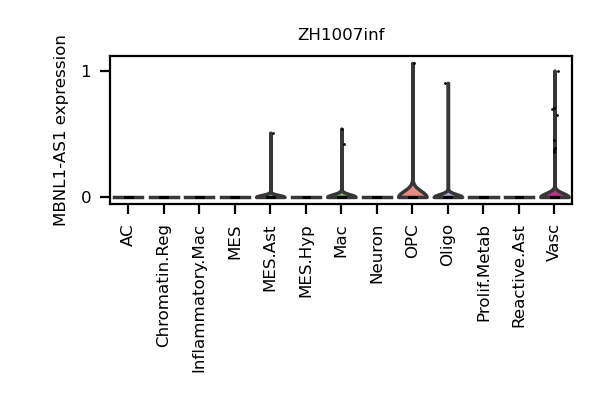 ZH1007inf
MBNL1-AS1 expression
1
0
AC
Chromatin.Reg
Inflammatory.Mac
MES
MES.Ast
MES.Hyp
Mac
Neuron
OPC
Oligo
Prolif.Metab
Reactive.Ast
Vasc